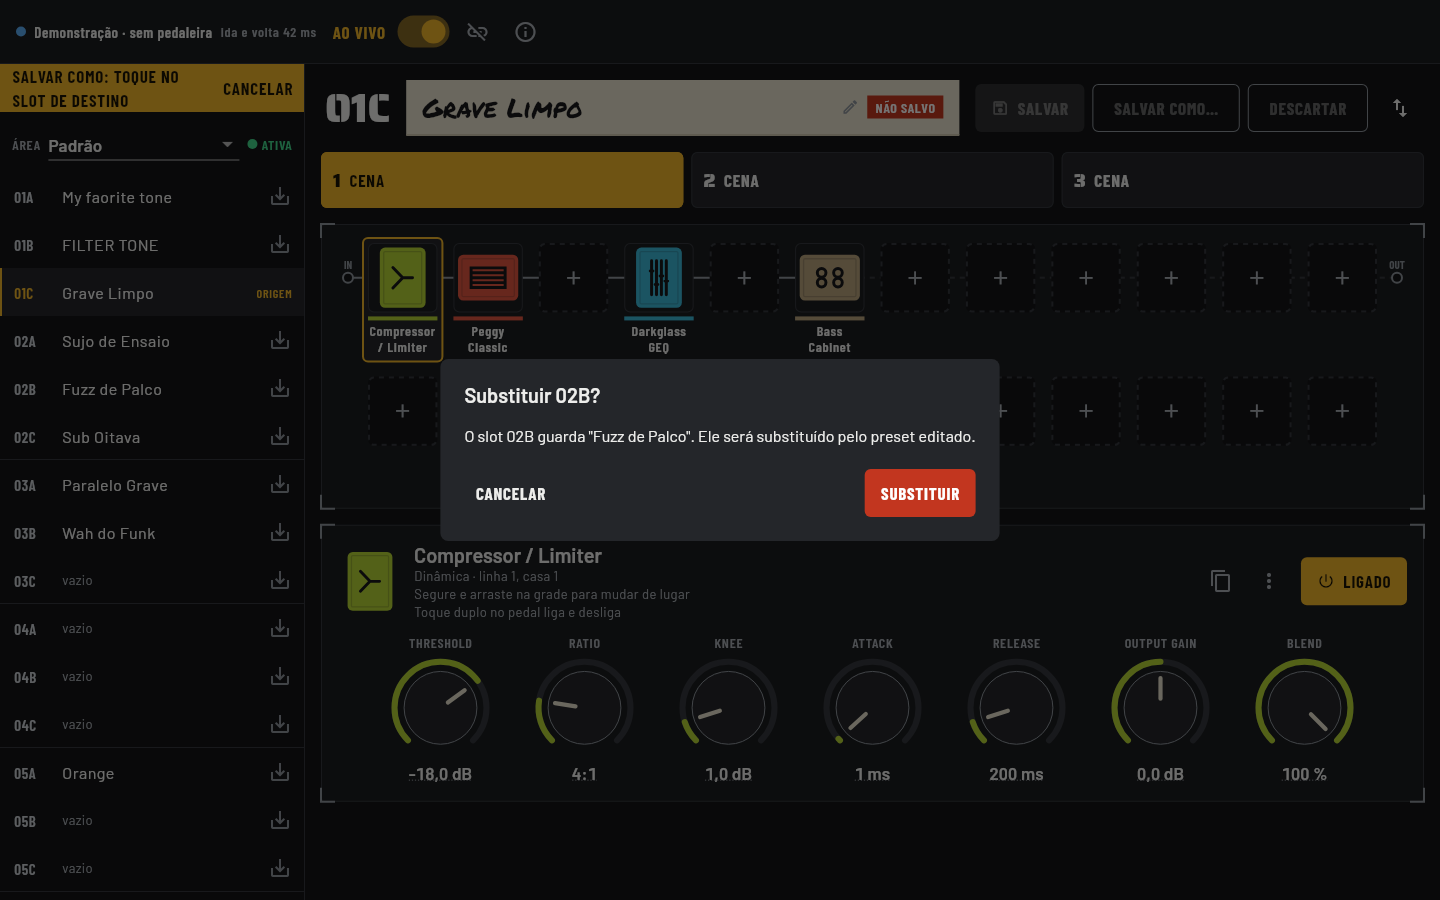 Demonstração · sem pedaleira Ida e volta 42 ms AO VIVO
SALVAR COMO: TOQUE NO
SLOT DE DESTINO
CANCELAR
ÁREA Padrão ATIVA
01A My faorite tone
01B FILTER TONE
01C Grave Limpo ORIGEM
02A Sujo de Ensaio
02B Fuzz de Palco
02C Sub Oitava
03A Paralelo Grave
03B Wah do Funk
03C vazio
04A vazio
04B vazio
04C vazio
05A Orange
05B vazio
05C vazio
01C Grave Limpo NÃO SALVO SALVAR SALVAR COMO... DESCARTAR
1 CENA
2 CENA
3 CENA
IN
OUT
Compressor
/ Limiter
Peggy
Classic
Darkglass
GEQ
88
Bass
Cabinet
Substituir 02B?
O slot 02B guarda "Fuzz de Palco". Ele será substituído pelo preset editado.
CANCELAR SUBSTITUIR
Compressor / Limiter
Dinâmica · linha 1, casa 1
Segure e arraste na grade para mudar de lugar
Toque duplo no pedal liga e desliga
LIGADO
THRESHOLD RATIO KNEE ATTACK RELEASE OUTPUT GAIN BLEND
-18,0 dB 4:1 1,0 dB 1 ms 200 ms 0,0 dB 100 %